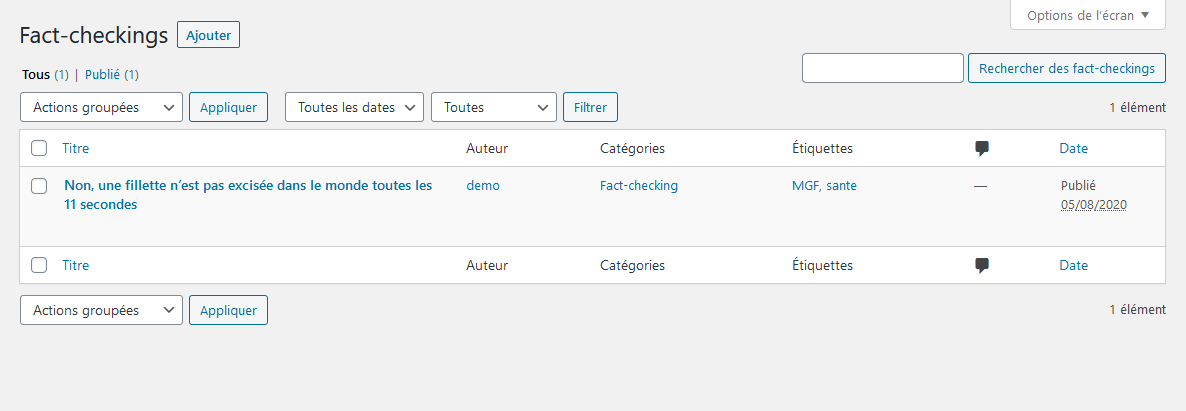 Options de l'écran
Fact-checkings Ajouter
Tous (1) | Publié (1)
Rechercher des fact-checkings
Actions groupées Appliquer Toutes les dates Toutes Filtrer 1 élément
Titre Auteur Catégories Étiquettes Date
Non, une fillette n’est pas excisée dans le monde toutes les demo Fact-checking MGF, sante — Publié
11 secondes 05/08/2020
Titre Auteur Catégories Étiquettes Date
Actions groupées Appliquer 1 élément